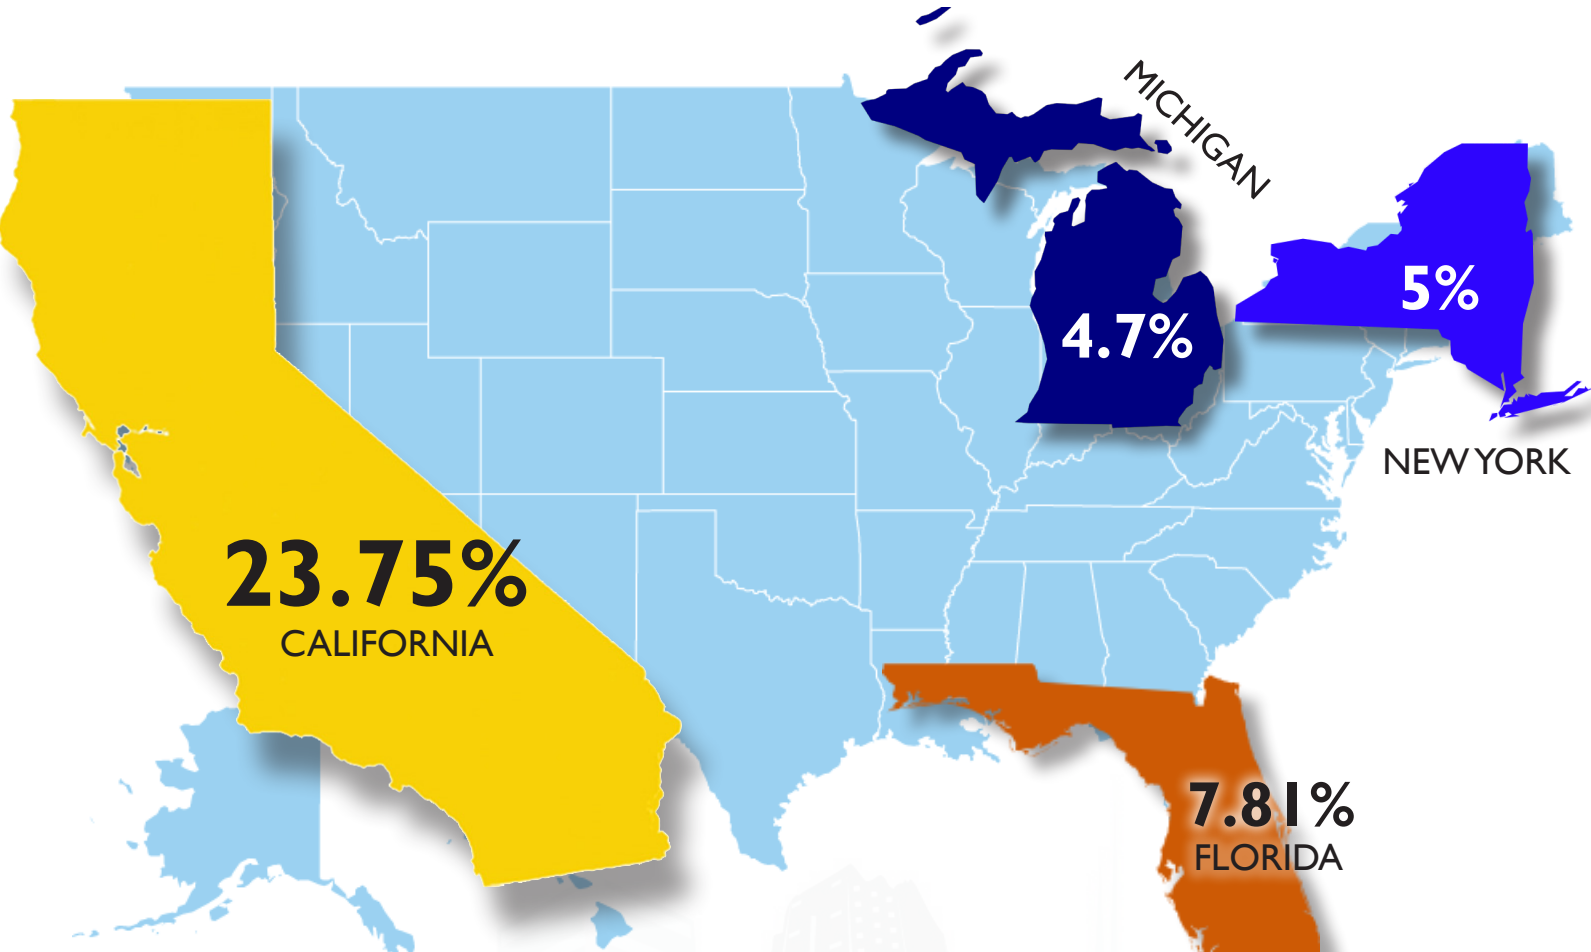 MICHIGAN
4.7%
5%
NEW YORK
23.75%
CALIFORNIA
7.81%
FLORIDA